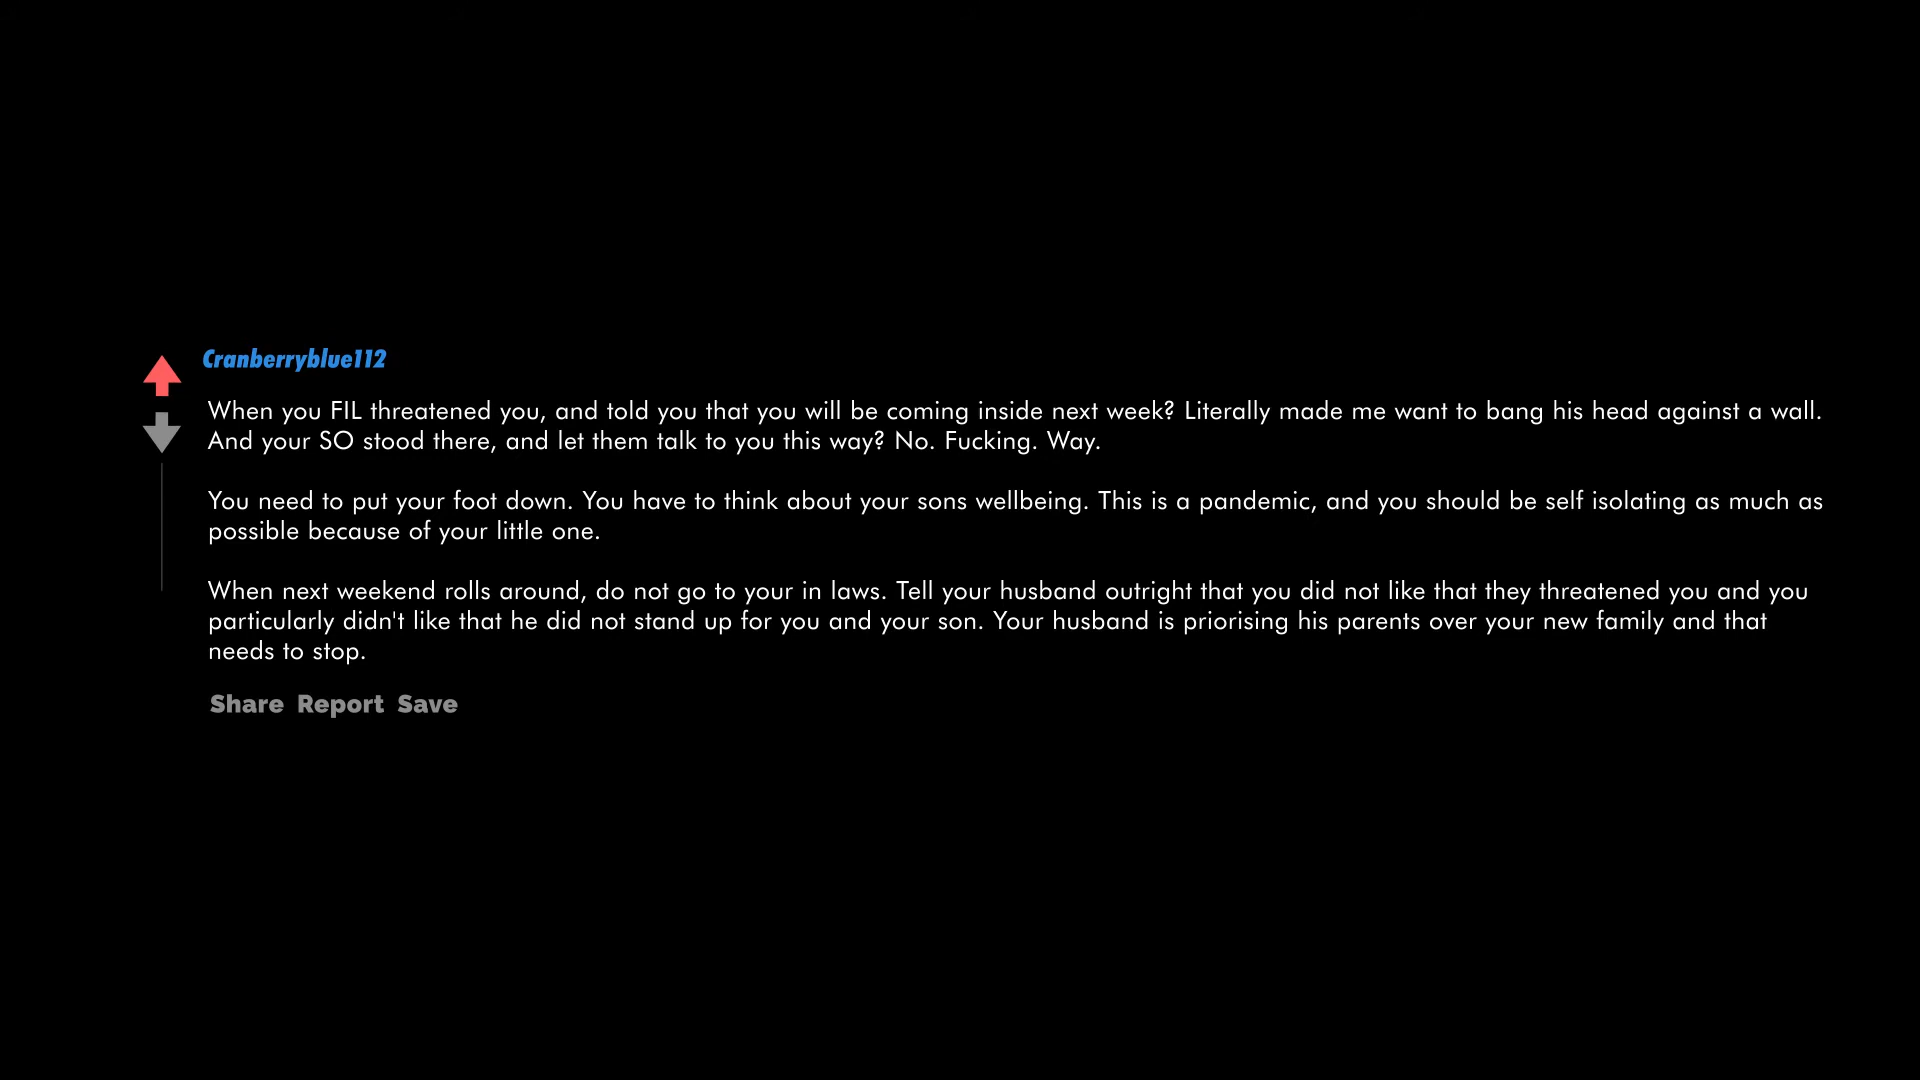 Cranberryblue112
When you FIL threatened you, and told you that you will be coming inside next week? Literally made me want to bang his head against a wall.
And your SO stood there, and let them talk to you this way? No. Fucking. Way.
You need to put your foot down. You have to think about your sons wellbeing. This is a pandemic, and you should be self isolating as much as
possible because of your little one.
When next weekend rolls around, do not go to your in laws. Tell your husband outright that you did not like that they threatened you and you
particularly didn't like that he did not stand up for you and your son. Your husband is priorising his parents over your new family and that
needs to stop.
Share Report Save